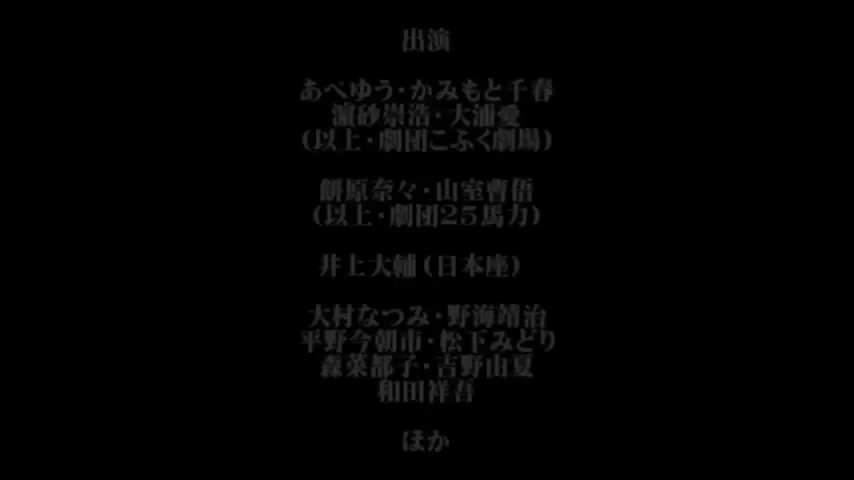 出演
あべゆう・かみもと千春
濵砂崇浩・大浦愛
(以上・劇団こふく劇場)
餅原奈々・山室曹悟
(以上・劇団25馬力)
井上大輔(日本座)
大村なつみ・野海靖治
平野今朝市・松下みどり
森菜都子・吉野由夏
和田祥吾
ほか